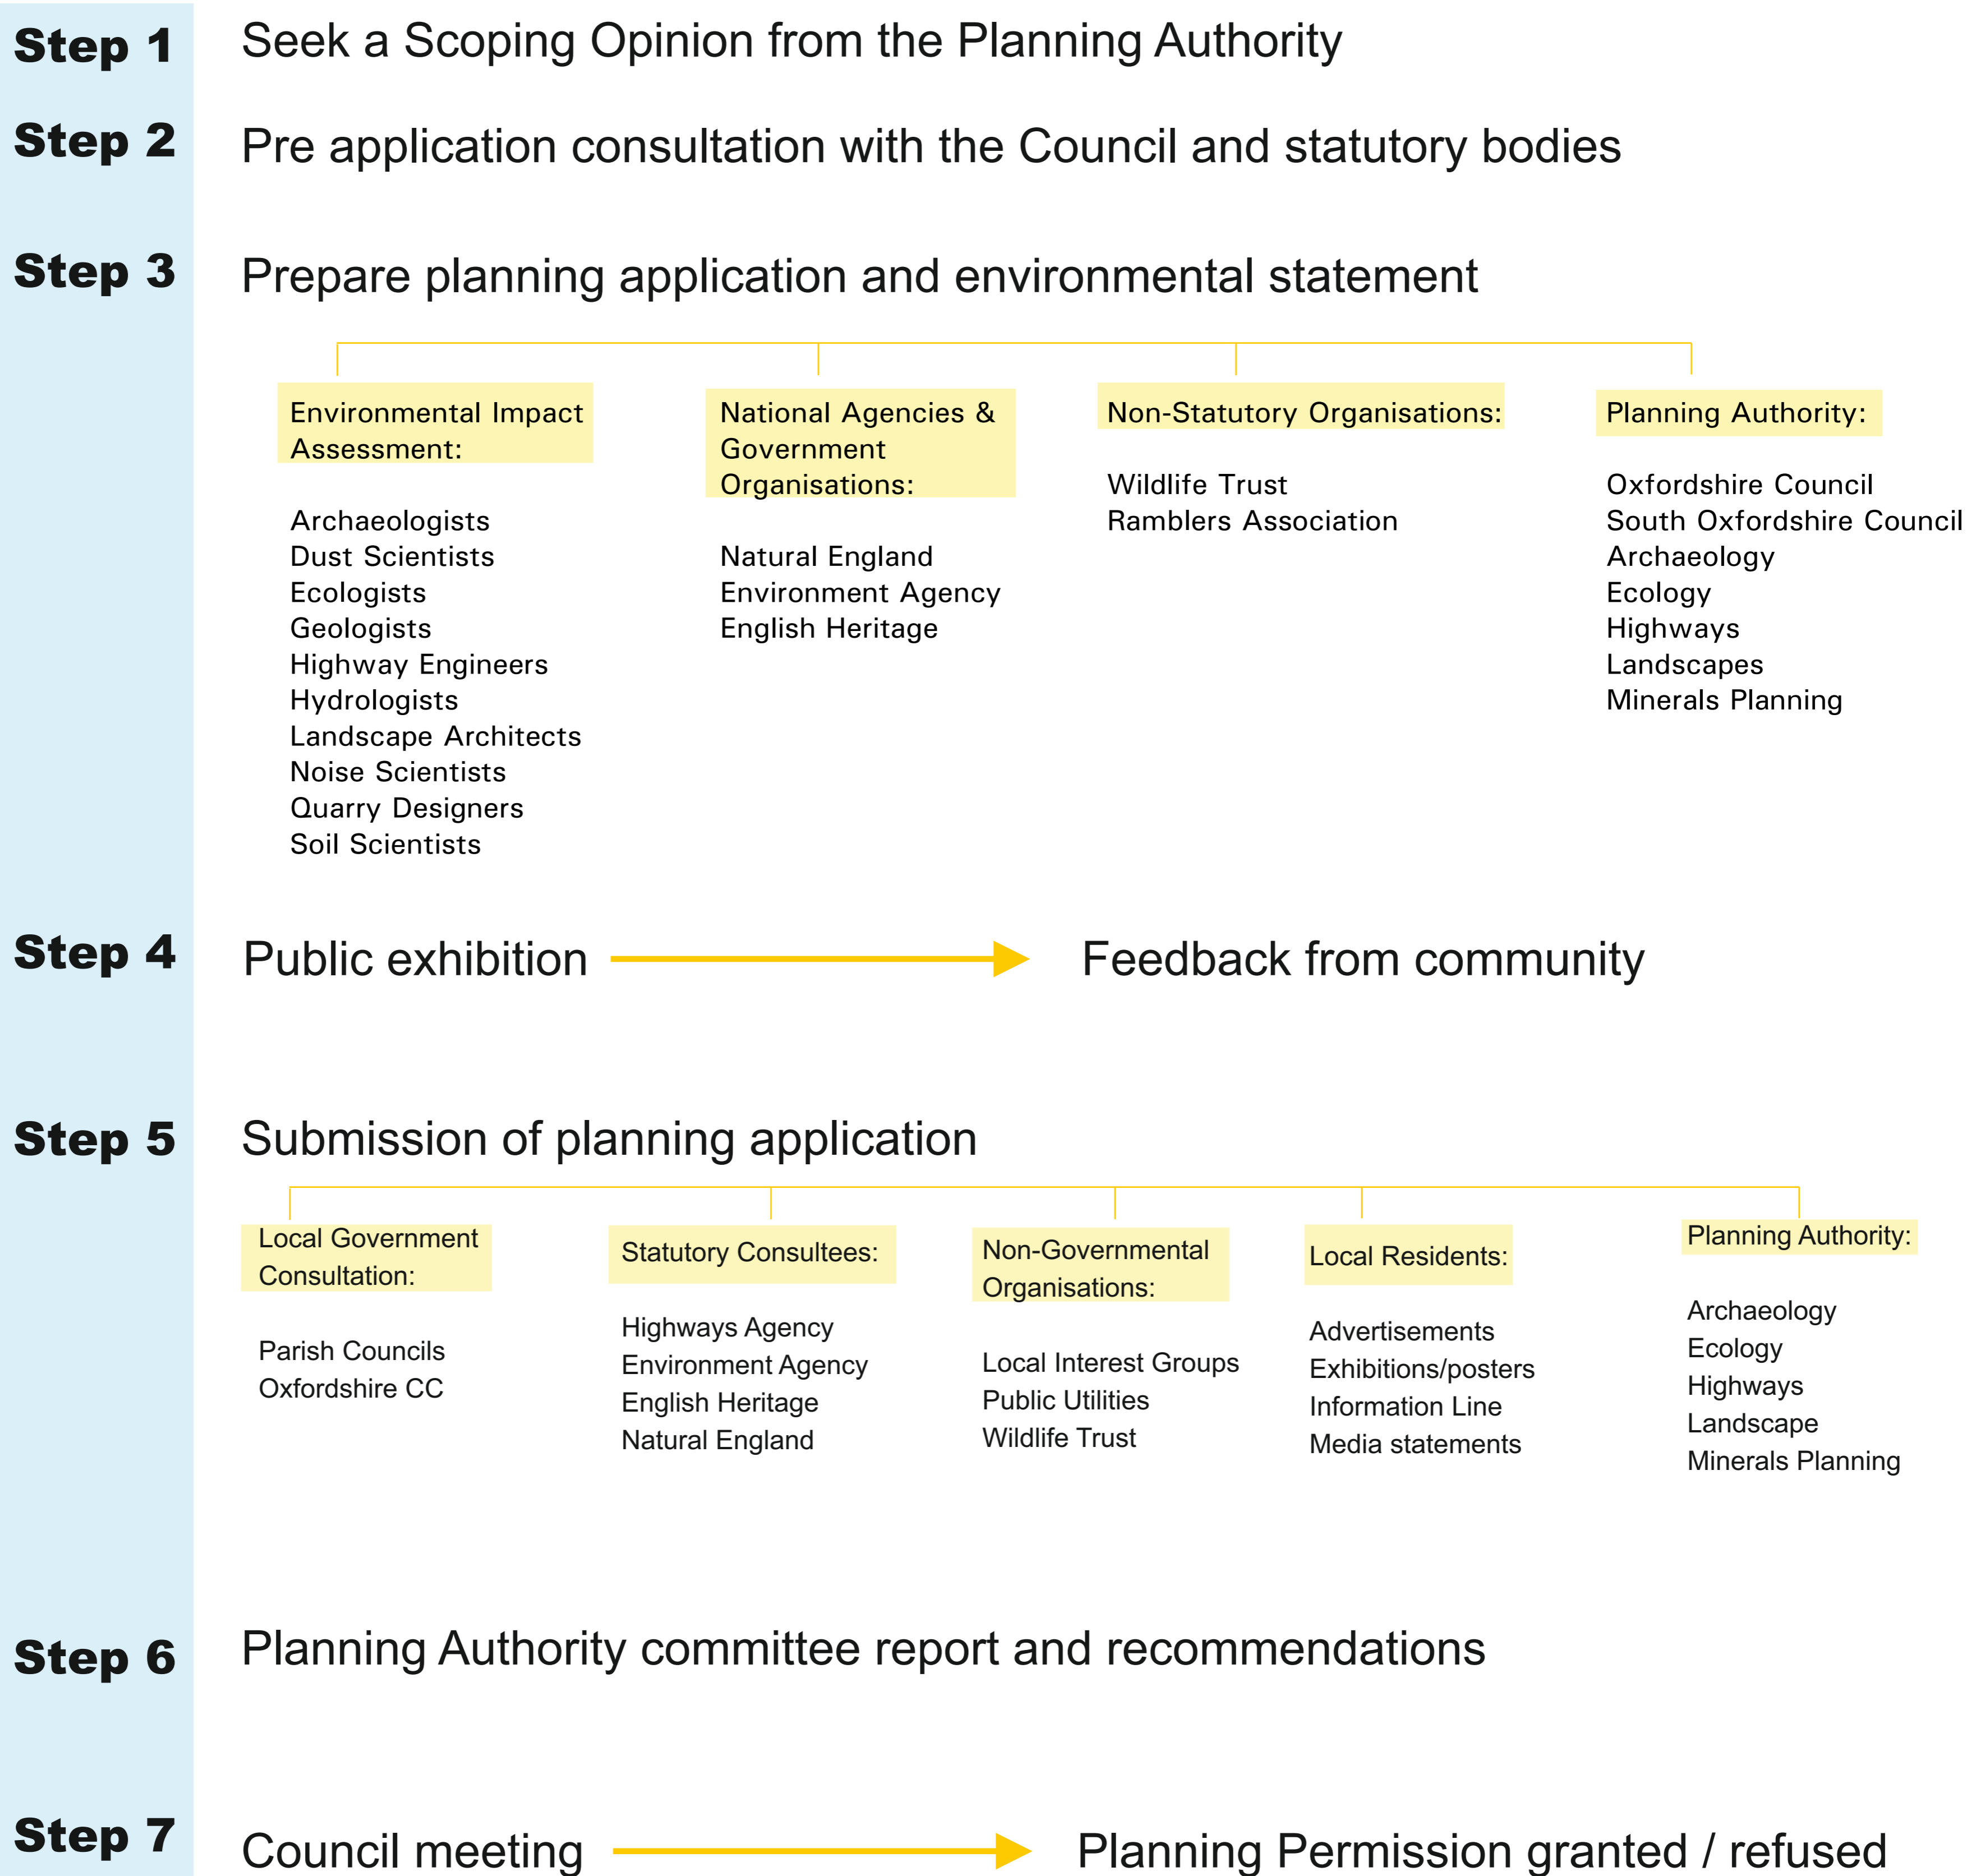 Step 1
Seek a Scoping Opinion from the Planning Authority
Step 2
Pre application consultation with the Council and statutory bodies
Step 3
Prepare planning application and environmental statement
Environmental Impact
Assessment:
Archaeologists
Dust Scientists
Ecologists
Geologists
Highway Engineers
Hydrologists
Landscape Architects
Noise Scientists
Quarry Designers
Soil Scientists
National Agencies &
Government
Organisations:
Natural England
Environment Agency
English Heritage
Non-Statutory Organisations:
Wildlife Trust
Ramblers Association
Planning Authority:
Oxfordshire Council
South Oxfordshire Council
Archaeology
Ecology
Highways
Landscapes
Minerals Planning
Step 4
Public exhibition
Feedback from community
Step 5
Submission of planning application
Local Government
Consultation:
Parish Councils
Oxfordshire CC
Statutory Consultees:
Highways Agency
Environment Agency
English Heritage
Natural England
Non-Governmental
Organisations:
Local Interest Groups
Public Utilities
Wildlife Trust
Local Residents:
Advertisements
Exhibitions/posters
Information Line
Media statements
Planning Authority:
Archaeology
Ecology
Highways
Landscape
Minerals Planning
Step 6
Planning Authority committee report and recommendations
Step 7
Council meeting
Planning Permission granted / refused